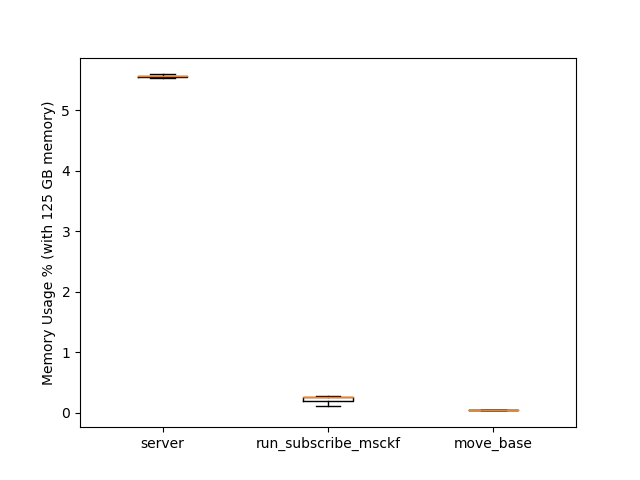 Memory Usage % (with 125 GB memory)
5
4
3
2
1
0
server
run_subscribe_msckf
move_base